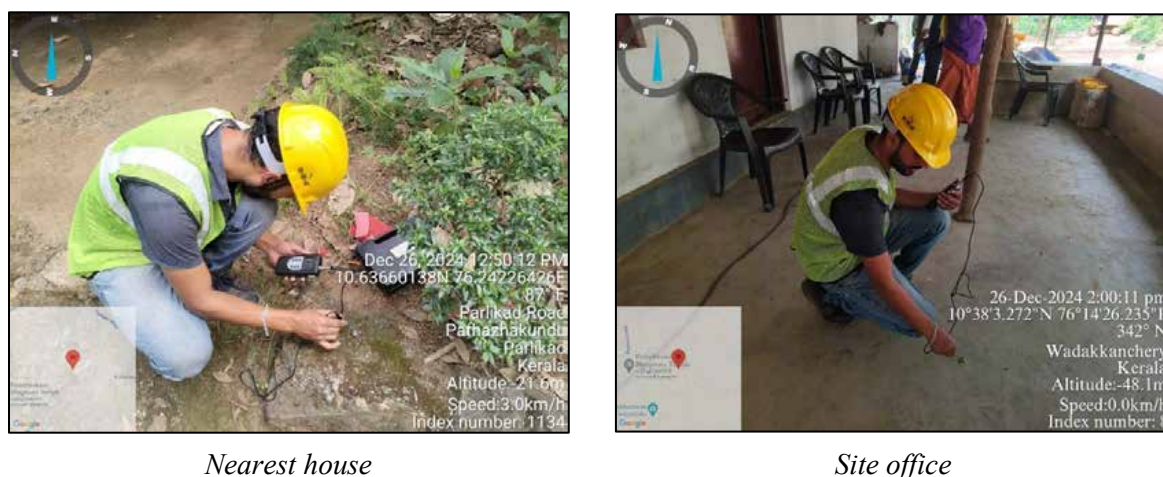 Dec 26, 2024 12:50:12 PM
10.63660138N 76.24226426E
87° E
Parlikad Road
Pathazhakundu
Parlikad
Kerala
Altitude:-21.6m
Speed:3.0km/h
Index number: 1134
Google
26-Dec-2024 2:00:11 pm
10°38'3.272"N 76°14'26.235"E
342° N
Wadakkanchery
Kerala
Altitude:-48.1m
Speed:0.0km/h
Index number:
Google
Nearest house
Site office